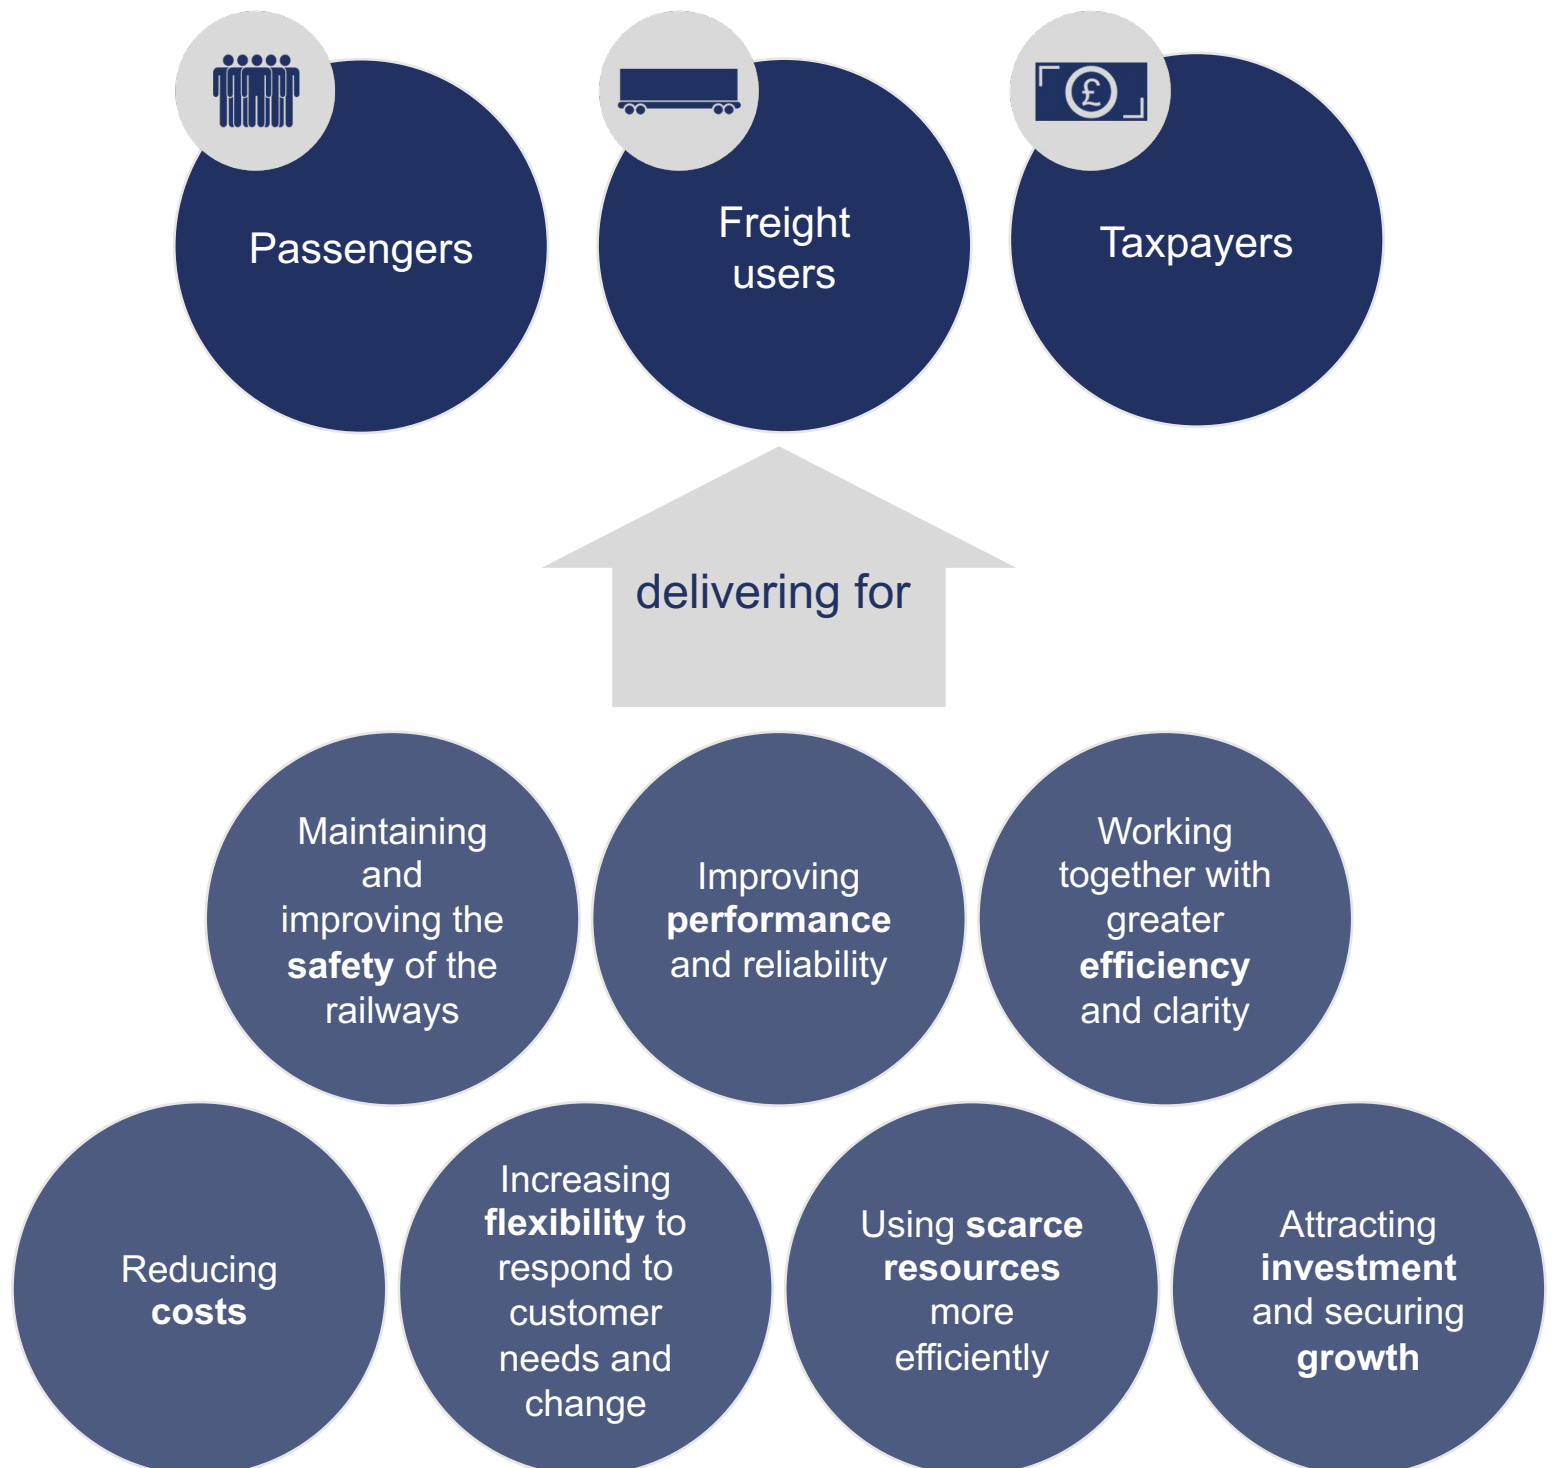 Passengers
Freight
users
£
Taxpayers
delivering for
Maintaining
and
improving the
safety of the
railways
Improving
performance
and reliability
Working
together with
greater
efficiency
and clarity
Reducing
costs
Increasing
flexibility to
respond to
customer
needs and
change
Using scarce
resources
more
efficiently
Attracting
investment
and securing
growth